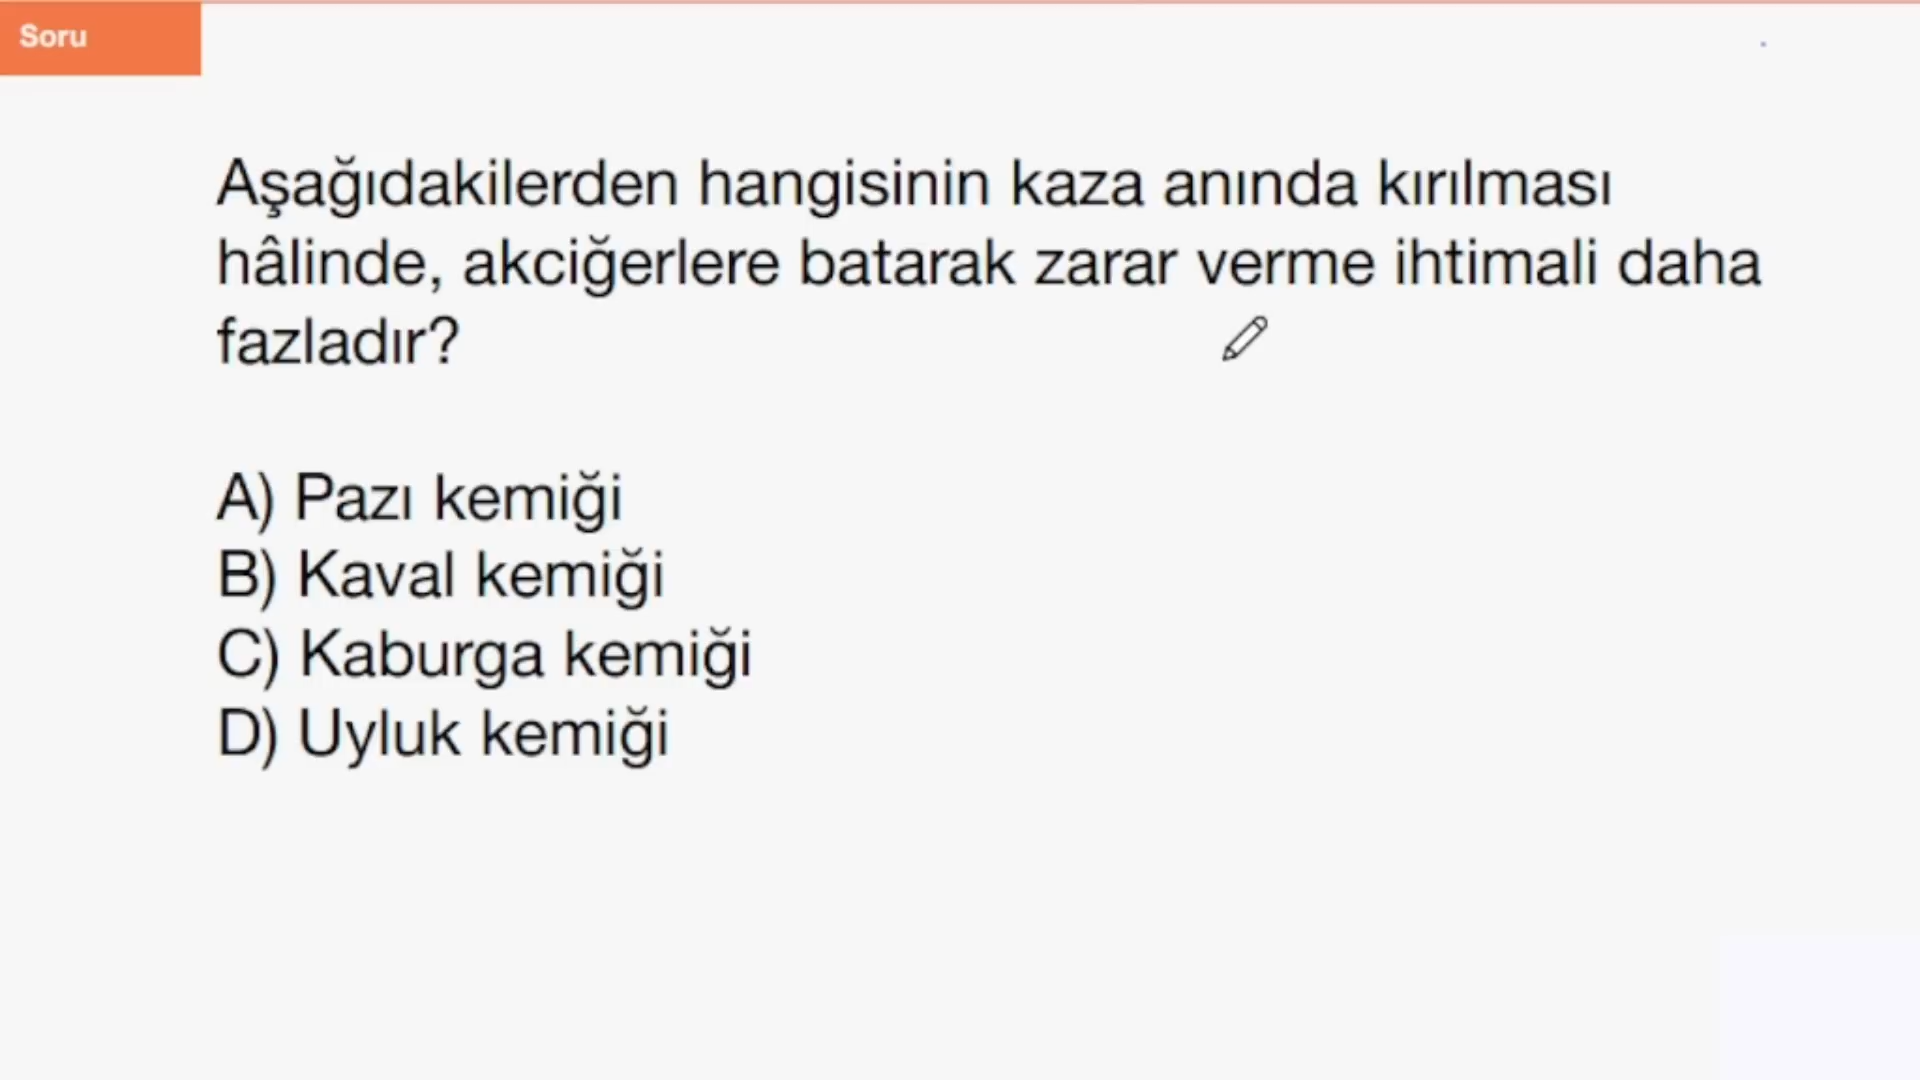 Soru
Aşağıdakilerden hangisinin kaza anında kırılması
hâlinde, akciğerlere batarak zarar verme ihtimali daha
fazladır?
A) Pazı kemiği
B) Kaval kemiği
C) Kaburga kemiği
D) Uyluk kemiği